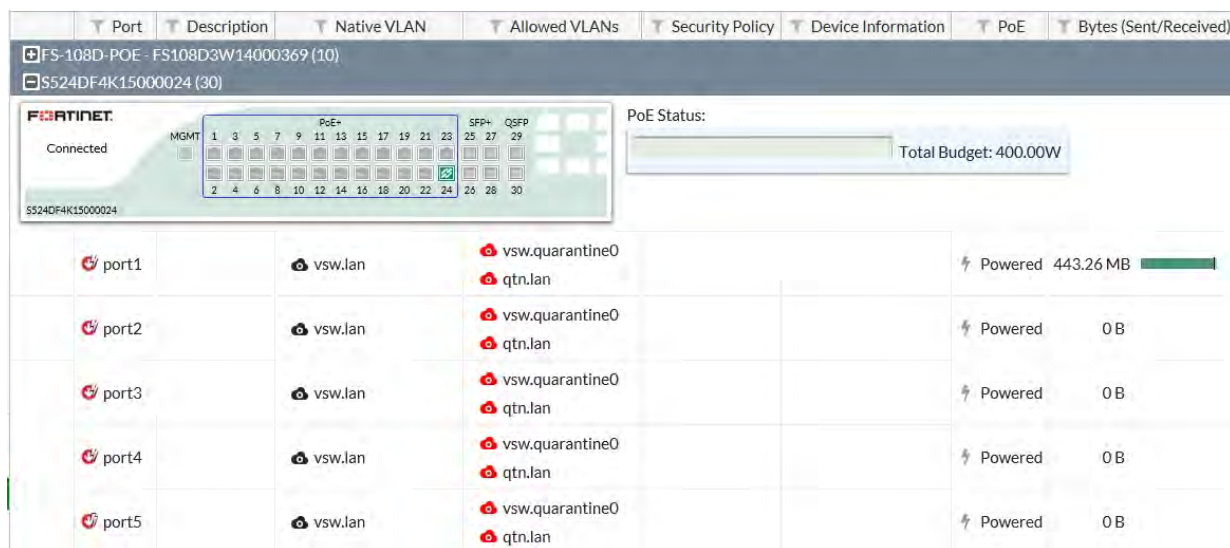 Port Description Native VLAN Allowed VLANs Security Policy Device Information PoE Bytes (Sent/Received)
FS-108D-POE - FS108D3W14000369 (10)
S524DF4K15000024 (30)
FORTINET
Connected
PoE+ SFP+ QSFP
MGMT 1 3 5 7 9 11 13 15 17 19 21 23 25 27 29
2 4 6 8 10 12 14 16 18 20 22 24 26 28 30
S524DF4K15000024
PoE Status:
Total Budget: 400.00W
port1 vsw.lan vsw.quarantine0 Powered 443.26 MB
qtn.lan
port2 vsw.lan vsw.quarantine0 Powered 0 B
qtn.lan
port3 vsw.lan vsw.quarantine0 Powered 0 B
qtn.lan
port4 vsw.lan vsw.quarantine0 Powered 0 B
qtn.lan
port5 vsw.lan vsw.quarantine0 Powered 0 B
qtn.lan